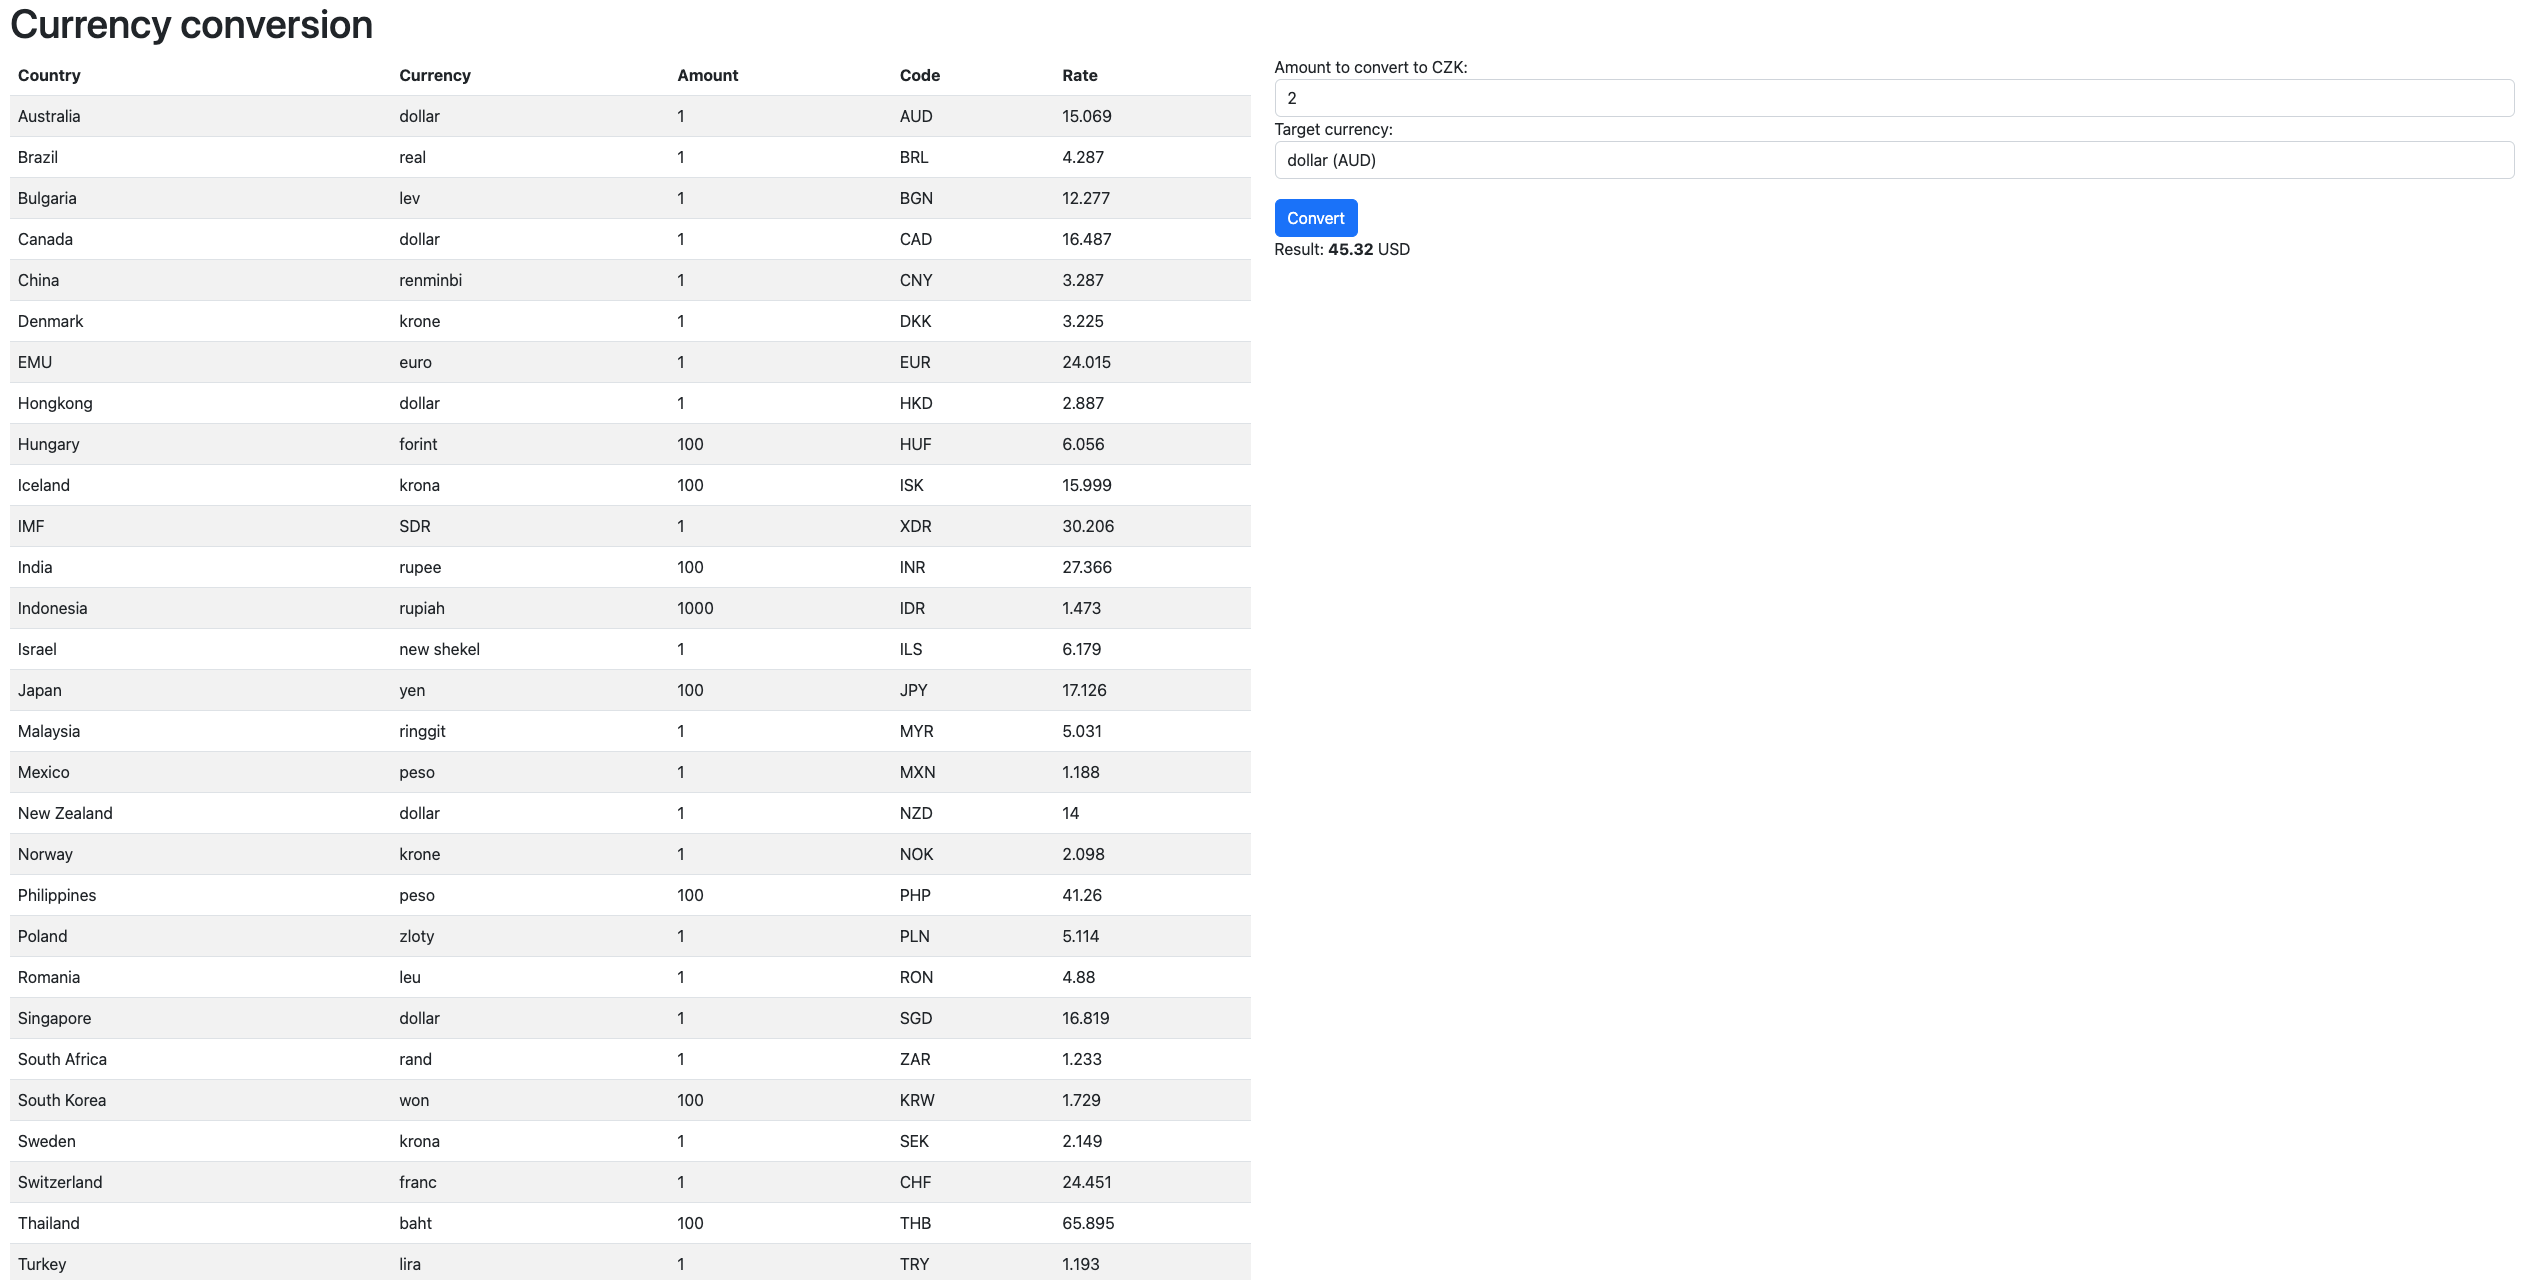 Currency conversion
Country Currency Amount Code Rate
Australia dollar 1 AUD 15.069
Brazil real 1 BRL 4.287
Bulgaria lev 1 BGN 12.277
Canada dollar 1 CAD 16.487
China renminbi 1 CNY 3.287
Denmark krone 1 DKK 3.225
EMU euro 1 EUR 24.015
Hongkong dollar 1 HKD 2.887
Hungary forint 100 HUF 6.056
Iceland krona 100 ISK 15.999
IMF SDR 1 XDR 30.206
India rupee 100 INR 27.366
Indonesia rupiah 1000 IDR 1.473
Israel new shekel 1 ILS 6.179
Japan yen 100 JPY 17.126
Malaysia ringgit 1 MYR 5.031
Mexico peso 1 MXN 1.188
New Zealand dollar 1 NZD 14
Norway krone 1 NOK 2.098
Philippines peso 100 PHP 41.26
Poland zloty 1 PLN 5.114
Romania leu 1 RON 4.88
Singapore dollar 1 SGD 16.819
South Africa rand 1 ZAR 1.233
South Korea won 100 KRW 1.729
Sweden krona 1 SEK 2.149
Switzerland franc 1 CHF 24.451
Thailand baht 100 THB 65.895
Turkey lira 1 TRY 1.193
Amount to convert to CZK:
2
Target currency:
dollar (AUD)
Convert
Result: 45.32 USD